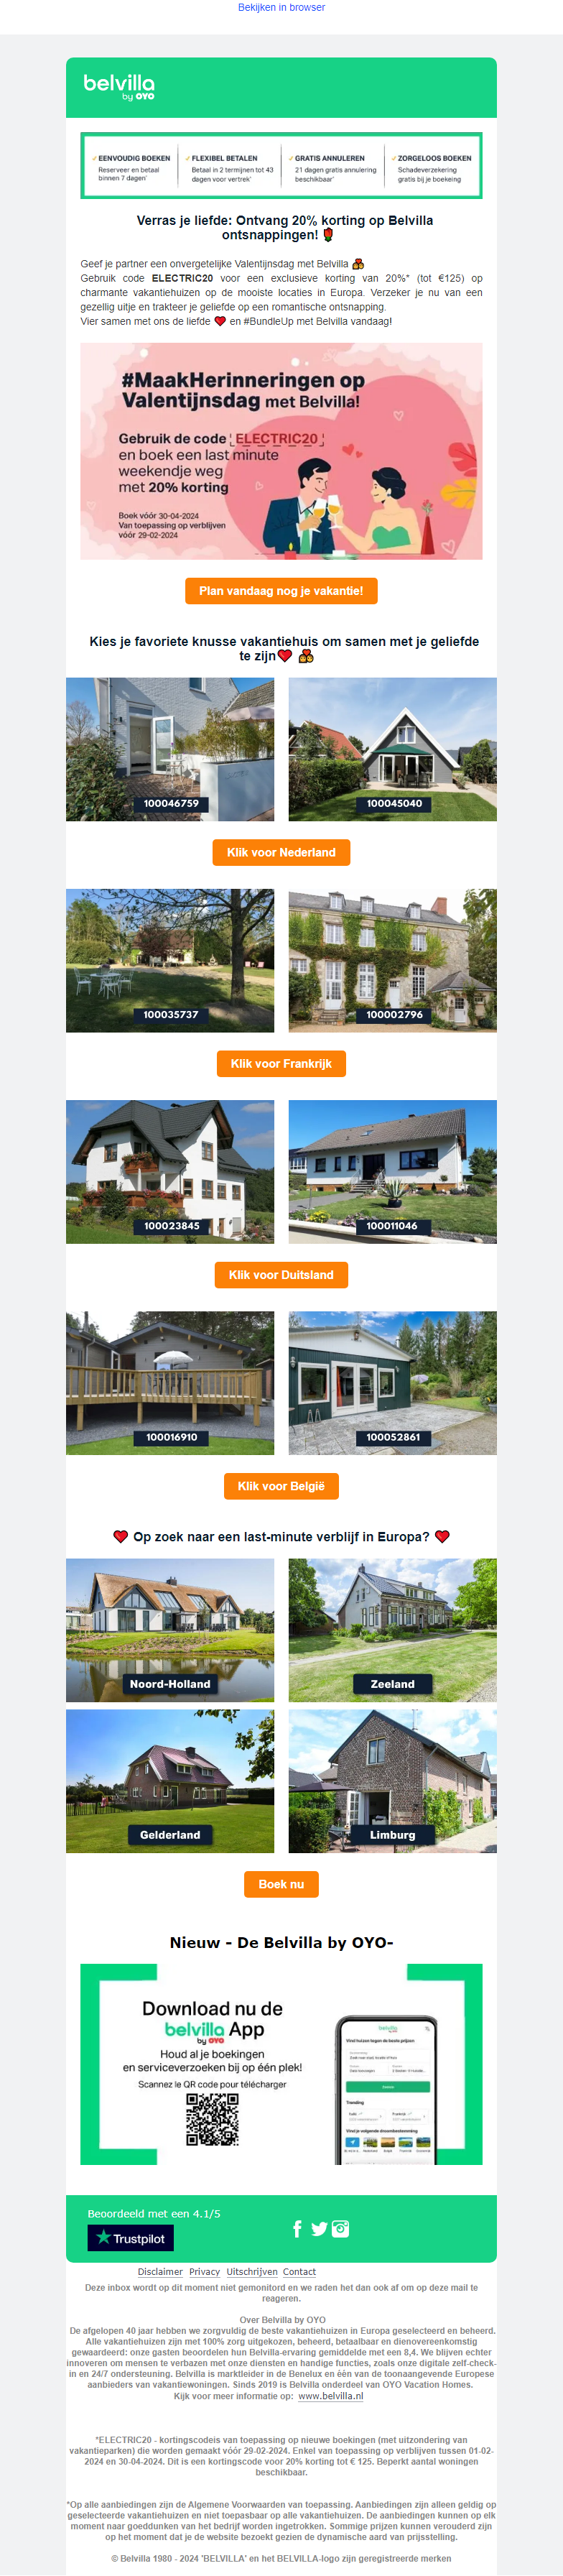 Bekijken in browser
belvilla
by OYO
✓ EENVOUDIG BOEKEN
Reserveer en betaal
binnen 7 dagen*
✓ FLEXIBEL BETALEN
Betaal in 2 termijnen tot 43
dagen voor vertrek*
✓ GRATIS ANNULEREN
21 dagen gratis annulering
beschikbaar*
✓ ZORGELOOS BOEKEN
Schadeverzekering
gratis bij je boeking
Verras je liefde: Ontvang 20% korting op Belvilla
ontsnappingen! 🌷
Geef je partner een onvergetelijke Valentijnsdag met Belvilla 💑
Gebruik code ELECTRIC20 voor een exclusieve korting van 20%* (tot €125) op
charmante vakantiehuizen op de mooiste locaties in Europa. Verzeker je nu van een
gezellig uitje en trakteer je geliefde op een romantische ontsnapping.
Vier samen met ons de liefde ❤️ en #BundleUp met Belvilla vandaag!
#MaakHerinneringen op
Valentijnsdag met Belvilla!
Gebruik de code ELECTRIC20
en boek een last minute
weekendje weg
met 20% korting
Boek vóór 30-04-2024
Van toepassing op verblijven
vóór 29-02-2024
Plan vandaag nog je vakantie!
Kies je favoriete knusse vakantiehuis om samen met je geliefde
te zijn❤️ 💑
100046759
100045040
Klik voor Nederland
100035737
100002796
Klik voor Frankrijk
100023845
100011046
Klik voor Duitsland
100016910
100052861
Klik voor België
❤️ Op zoek naar een last-minute verblijf in Europa? ❤️
Noord-Holland
Zeeland
Gelderland
Limburg
Boek nu
Nieuw - De Belvilla by OYO-
Download nu de
belvilla App
by OYO
Houd al je boekingen
en serviceverzoeken bij op één plek!
Scannez le QR code pour télécharger
belvilla
Vind huizen tegen de beste prijzen
Trending
Vind je volgende droombestemming
Beoordeeld met een 4.1/5
Trustpilot
Disclaimer Privacy Uitschrijven Contact
Deze inbox wordt op dit moment niet gemonitord en we raden het dan ook af om op deze mail te
reageren.
Over Belvilla by OYO
De afgelopen 40 jaar hebben we zorgvuldig de beste vakantiehuizen in Europa geselecteerd en beheerd.
Alle vakantiehuizen zijn met 100% zorg uitgekozen, beheerd, betaalbaar en dienovereenkomstig
gewaardeerd: onze gasten beoordelen hun Belvilla-ervaring gemiddelde met een 8,4. We blijven echter
innoveren om mensen te verbazen met onze diensten en handige functies, zoals onze digitale zelf-check-
in en 24/7 ondersteuning. Belvilla is marktleider in de Benelux en één van de toonaangevende Europese
aanbieders van vakantiewoningen. Sinds 2019 is Belvilla onderdeel van OYO Vacation Homes.
Kijk voor meer informatie op: www.belvilla.nl
*ELECTRIC20 - kortingscodeis van toepassing op nieuwe boekingen (met uitzondering van
vakantieparken) die worden gemaakt vóór 29-02-2024. Enkel van toepassing op verblijven tussen 01-02-
2024 en 30-04-2024. Dit is een kortingscode voor 20% korting tot € 125. Beperkt aantal woningen
beschikbaar.
*Op alle aanbiedingen zijn de Algemene Voorwaarden van toepassing. Aanbiedingen zijn alleen geldig op
geselecteerde vakantiehuizen en niet toepasbaar op alle vakantiehuizen. De aanbiedingen kunnen op elk
moment naar goeddunken van het bedrijf worden ingetrokken. Sommige prijzen kunnen verouderd zijn
op het moment dat je de website bezoekt gezien de dynamische aard van prijsstelling.
© Belvilla 1980 - 2024 'BELVILLA' en het BELVILLA-logo zijn geregistreerde merken